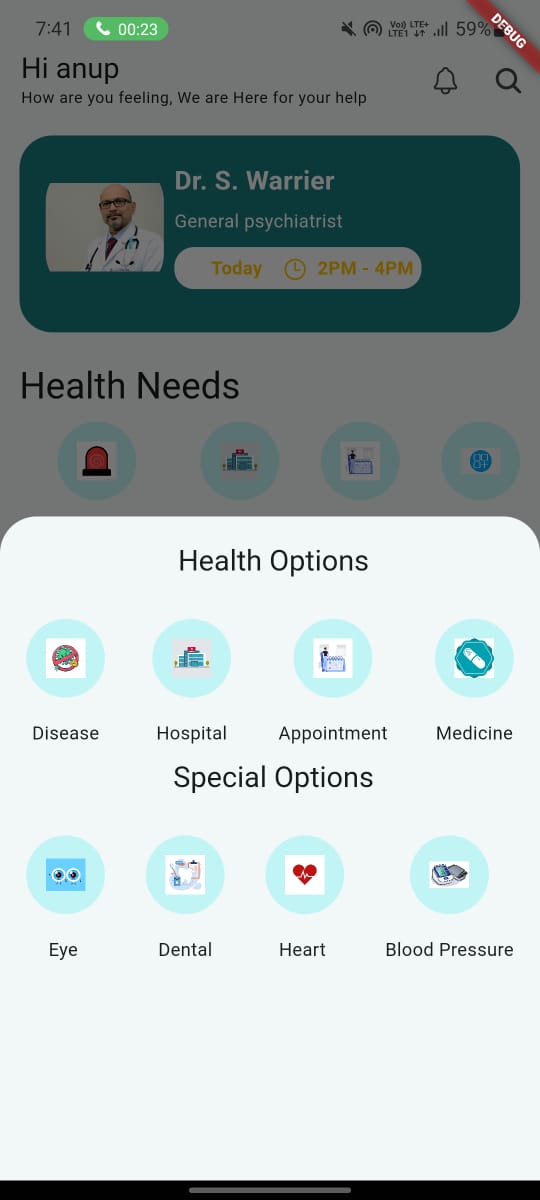 7:41 00:23 Vo) LTE+ LTE1 59%
DEBUG
Hi anup
How are you feeling, We are Here for your help
Dr. S. Warrier
General psychiatrist
Today 2PM - 4PM
Health Needs
Health Options
Disease Hospital Appointment Medicine
Special Options
Eye Dental Heart Blood Pressure